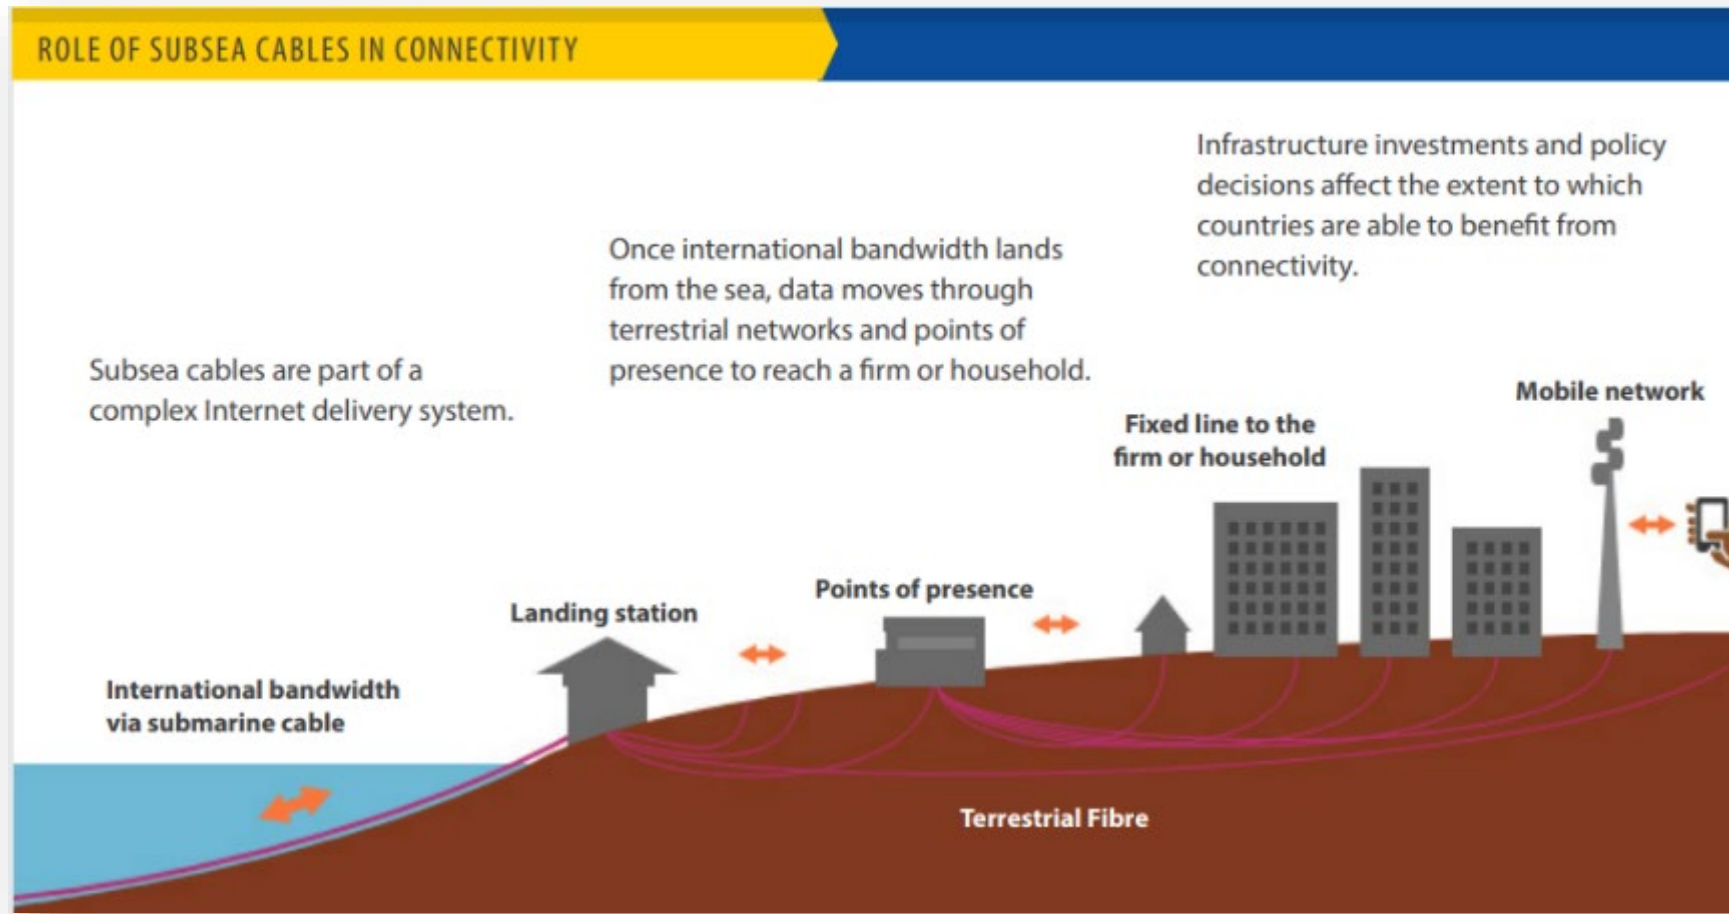 ROLE OF SUBSEA CABLES IN CONNECTIVITY
Infrastructure investments and policy
decisions affect the extent to which
countries are able to benefit from
connectivity.
Once international bandwidth lands
from the sea, data moves through
terrestrial networks and points of
presence to reach a firm or household.
Subsea cables are part of a
complex Internet delivery system.
Mobile network
Fixed line to the
firm or household
Points of presence
Landing station
International bandwidth
via submarine cable
Terrestrial Fibre